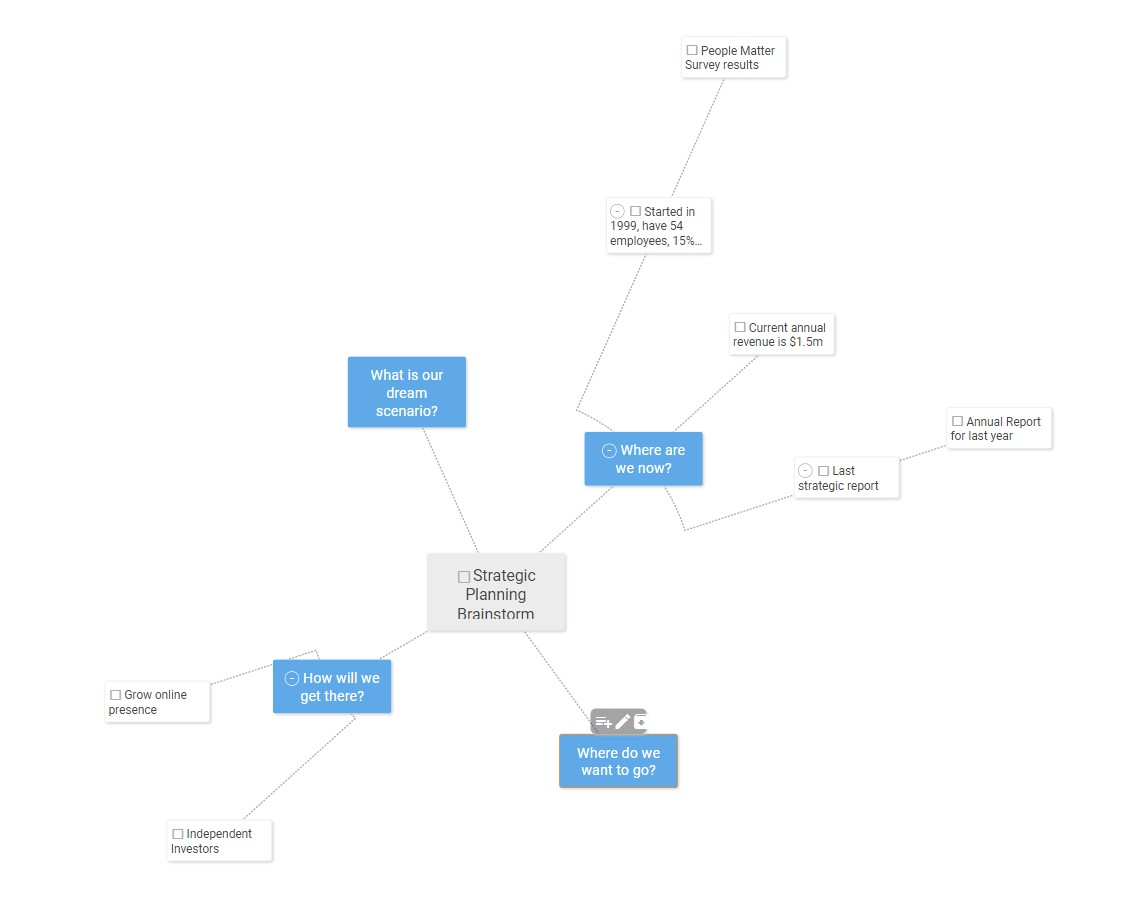 People Matter
Survey results
Started in
1999, have 54
employees, 15%...
Current annual
revenue is $1.5m
What is our
dream
scenario?
Annual Report
for last year
Where are
we now?
Last
strategic report
Strategic
Planning
Brainstorm
How will we
get there?
Grow online
presence
Where do we
want to go?
Independent
Investors